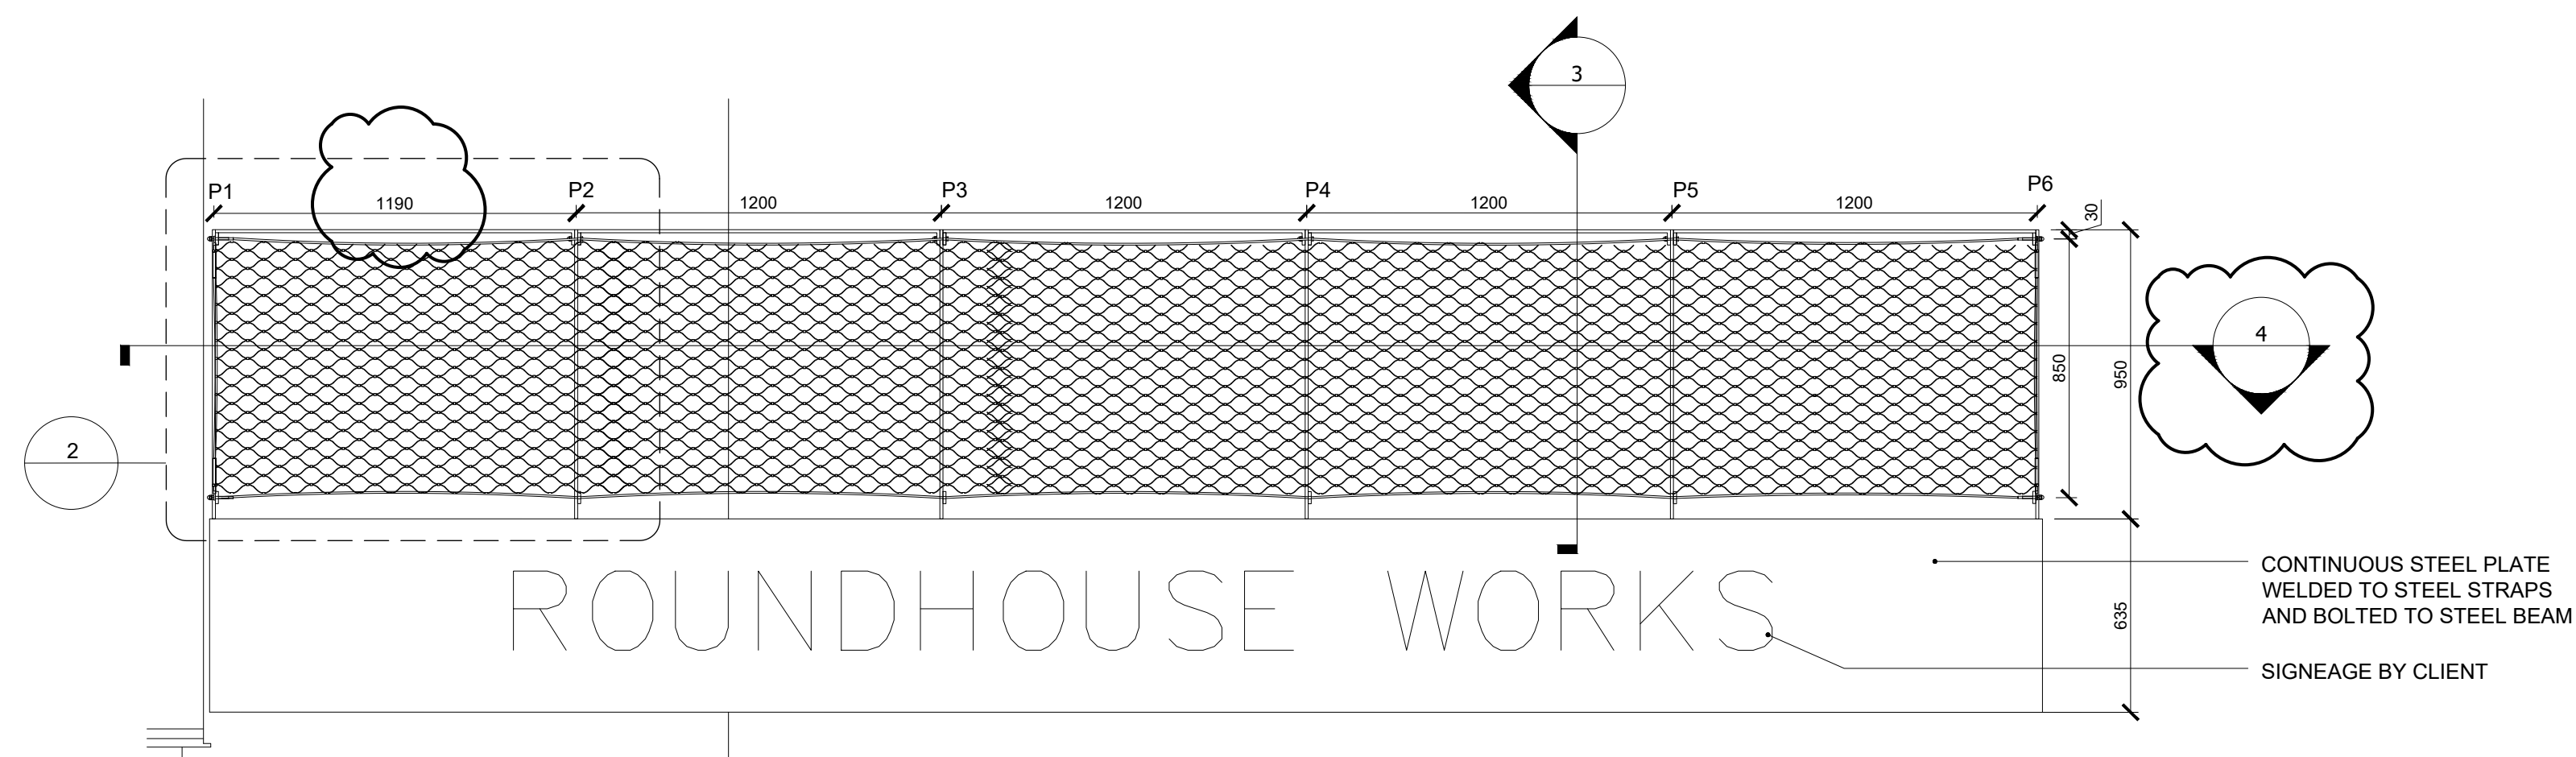 3
P1
P2
P3
P4
P5
P6
1190
1200
1200
1200
1200
30
850
950
4
2
ROUNDHOUSE WORKS
635
CONTINUOUS STEEL PLATE
WELDED TO STEEL STRAPS
AND BOLTED TO STEEL BEAM
SIGNEAGE BY CLIENT